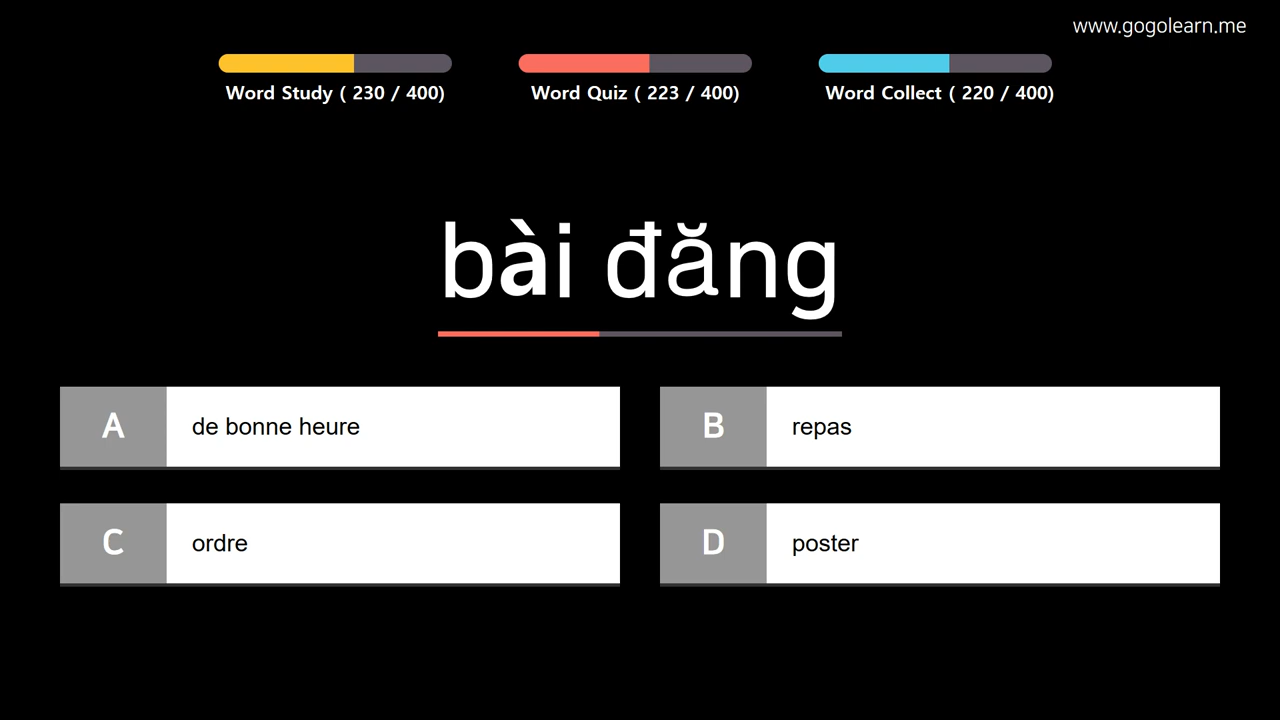 www.gogolearn.me
Word Study ( 230 / 400)
Word Quiz ( 223 / 400)
Word Collect ( 220 / 400)
bài đăng
A de bonne heure
B repas
C ordre
D poster